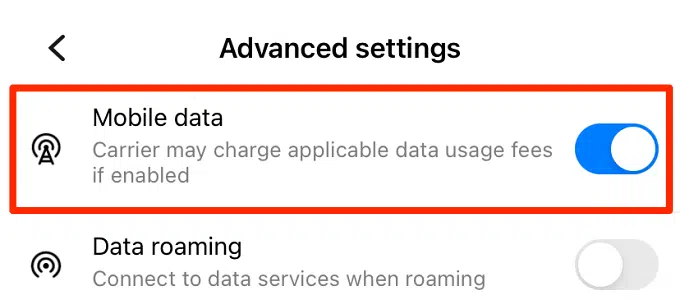 Advanced settings
Mobile data
Carrier may charge applicable data usage fees
if enabled
Data roaming
Connect to data services when roaming